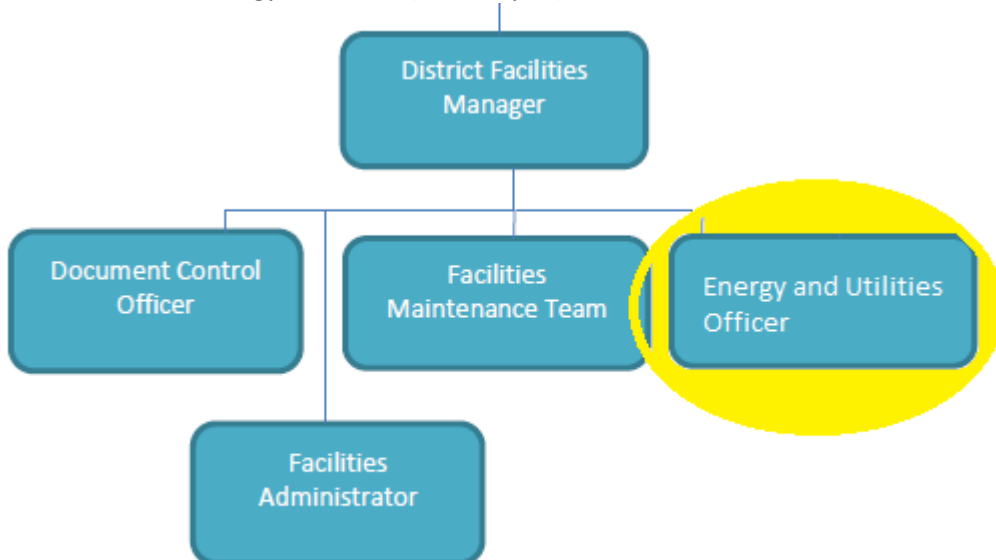 District Facilities
Manager
Document Control
Officer
Facilities
Maintenance Team
Energy and Utilities
Officer
Facilities
Administrator